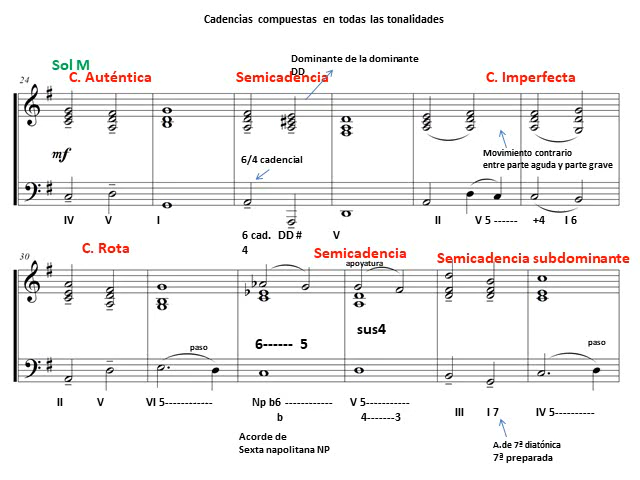 Cadencias compuestas en todas las tonalidades
Dominante de la dominante
DD
Sol M
C. Auténtica
Semicadencia
C. Imperfecta
24
mf
6/4 cadencial
Movimiento contrario
entre parte aguda y parte grave
IV V I
6 cad. DD # V
4
II V 5 ------ +4 I 6
C. Rota
Semicadencia
Semicadencia subdominante
30
apoyatura
sus4
paso
6------ 5
paso
II V VI 5------------
Np b6 ------------
b
V 5-----------
4-------3
III I 7 IV 5----------
Acorde de
Sexta napolitana NP
A.de 7ª diatónica
7ª preparada